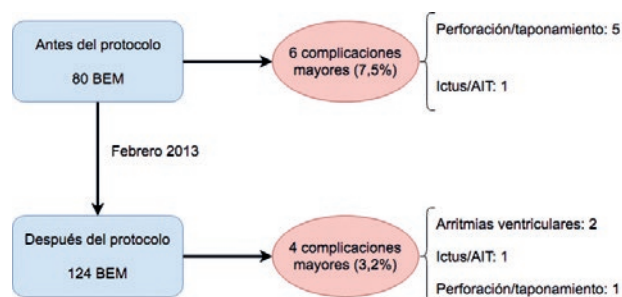 Antes del protocolo
80 BEM
6 complicaciones
mayores (7,5%)
Perforación/taponamiento: 5
Ictus/AIT: 1
Febrero 2013
Después del protocolo
124 BEM
4 complicaciones
mayores (3,2%)
Arritmias ventriculares: 2
Ictus/AIT: 1
Perforación/taponamiento: 1